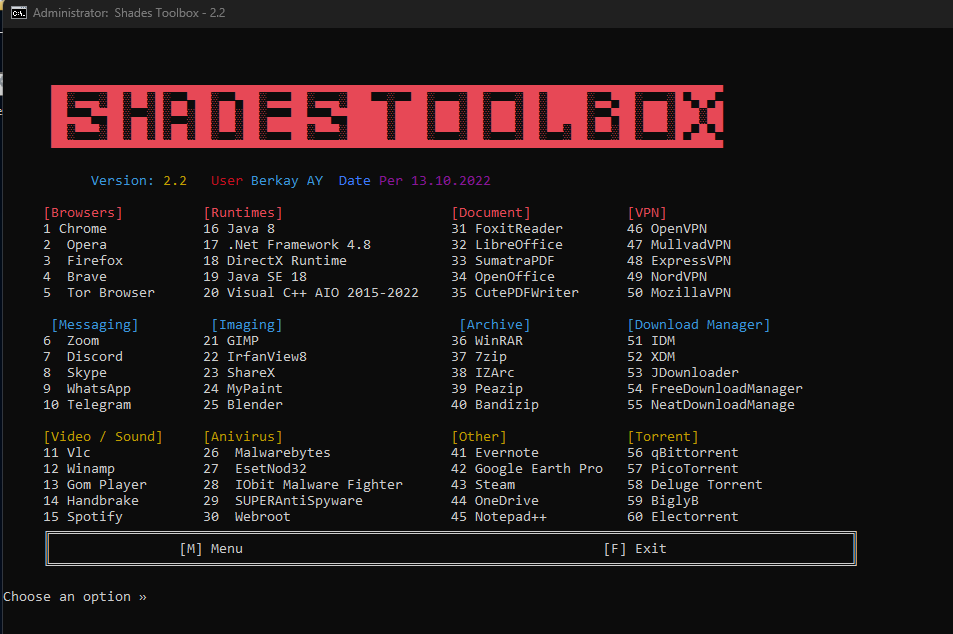 Administrator:  Shades Toolbox - 2.2
SHADES TOOL BOX
Version: 2.2   User Berkay AY  Date Per 13.10.2022
[Browsers] [Runtimes] [Document] [VPN]
1 Chrome 16 Java 8 31 FoxitReader 46 OpenVPN
2 Opera 17 .Net Framework 4.8 32 LibreOffice 47 MullvadVPN
3 Firefox 18 DirectX Runtime 33 SumatraPDF 48 ExpressVPN
4 Brave 19 Java SE 18 34 OpenOffice 49 NordVPN
5 Tor Browser 20 Visual C++ AIO 2015-2022 35 CutePDFWriter 50 MozillaVPN
[Messaging] [Imaging] [Archive] [Download Manager]
6 Zoom 21 GIMP 36 WinRAR 51 IDM
7 Discord 22 IrfanView8 37 7zip 52 XDM
8 Skype 23 ShareX 38 IZArc 53 JDownloader
9 WhatsApp 24 MyPaint 39 Peazip 54 FreeDownloadManager
10 Telegram 25 Blender 40 Bandizip 55 NeatDownloadManage
[Video / Sound] [Anivirus] [Other] [Torrent]
11 Vlc 26 Malwarebytes 41 Evernote 56 qBittorrent
12 Winamp 27 EsetNod32 42 Google Earth Pro 57 PicoTorrent
13 Gom Player 28 IObit Malware Fighter 43 Steam 58 Deluge Torrent
14 Handbrake 29 SUPERAntiSpyware 44 OneDrive 59 BiglyB
15 Spotify 30 Webroot 45 Notepad++ 60 Electorrent
[M] Menu [F] Exit
Choose an option »